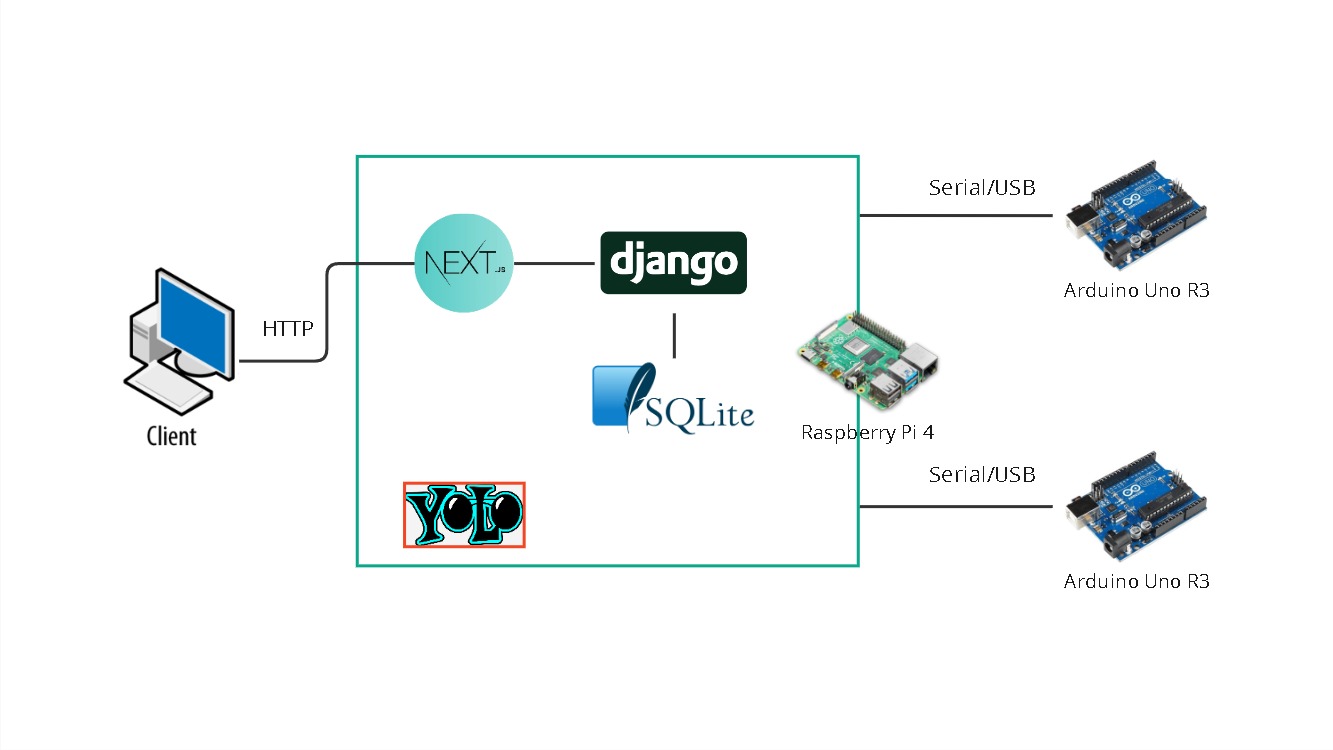 HTTP
Client
NEXT.JS
django
SQLite
YOLO
Raspberry Pi 4
Serial/USB
Arduino Uno R3
Serial/USB
Arduino Uno R3